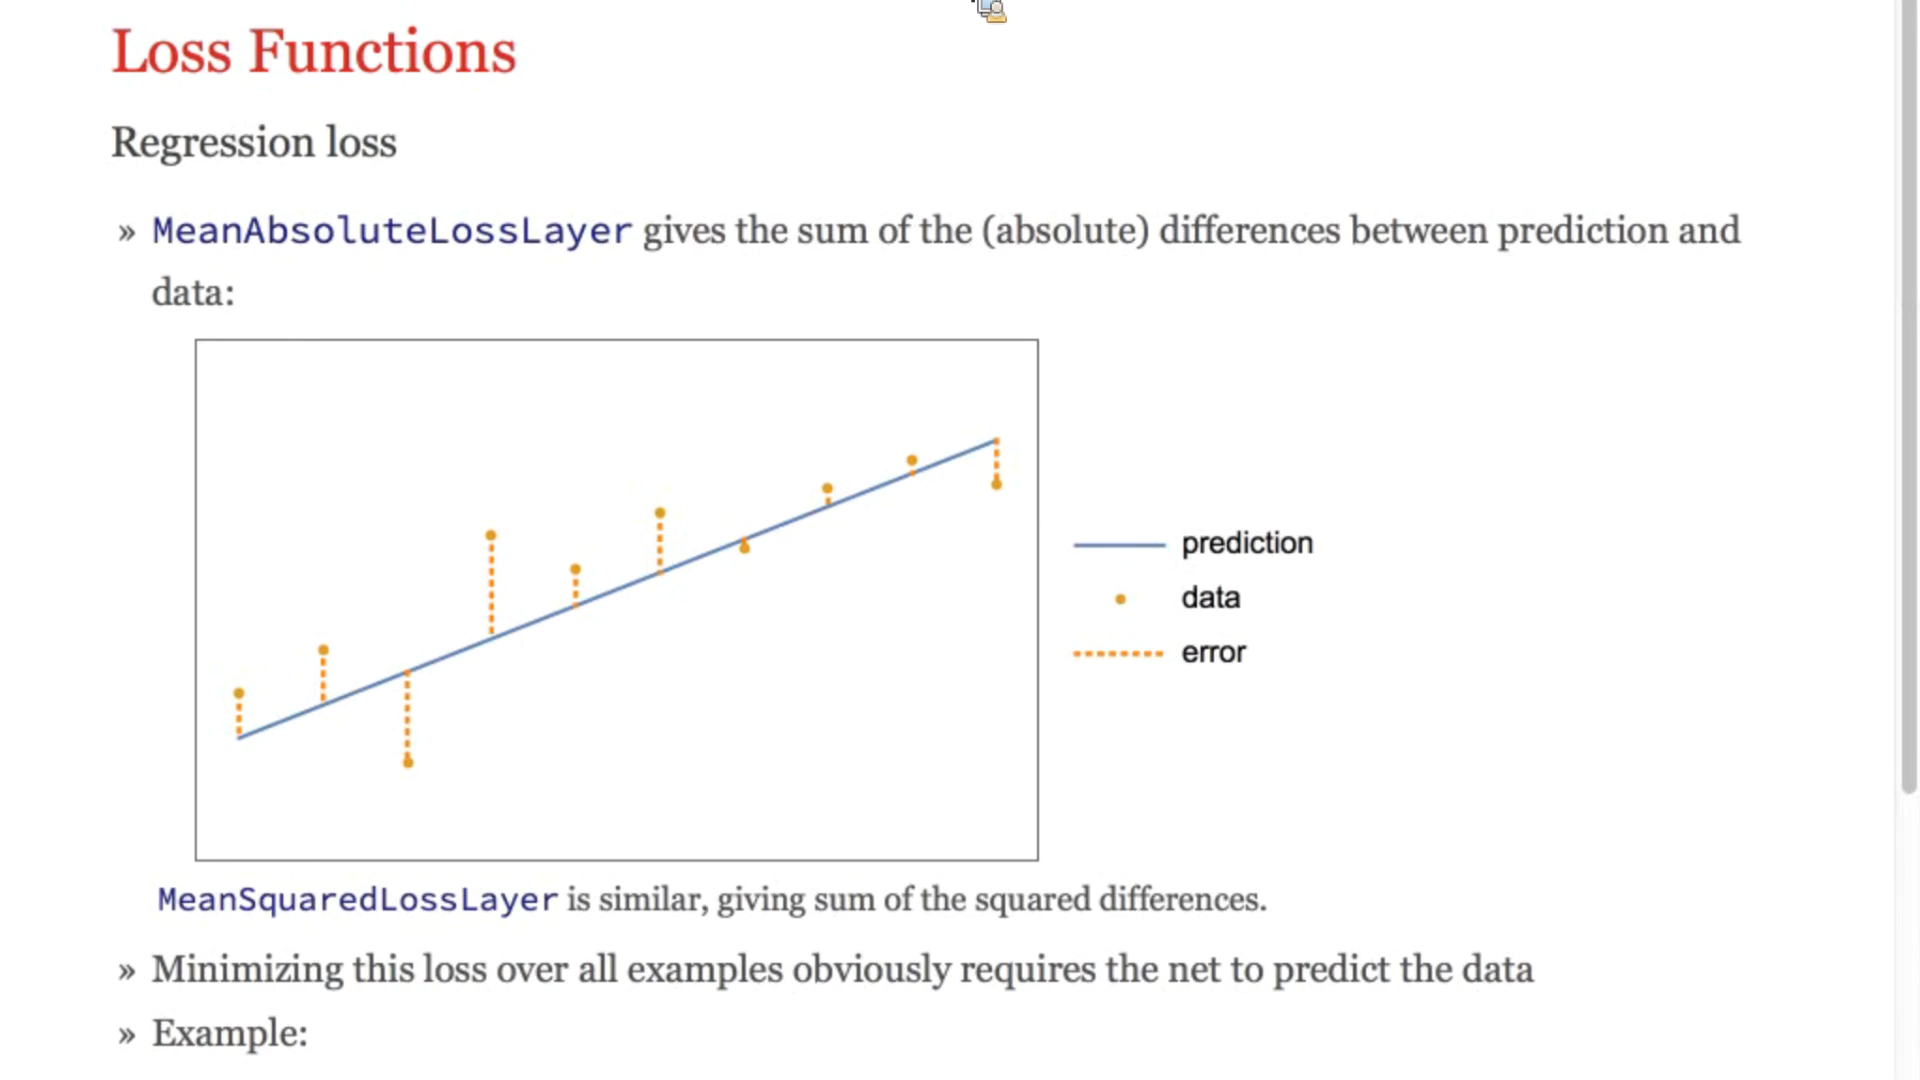 Loss Functions
Regression loss
» MeanAbsoluteLossLayer gives the sum of the (absolute) differences between prediction and
data:
prediction
data
error
MeanSquaredLossLayer is similar, giving sum of the squared differences.
» Minimizing this loss over all examples obviously requires the net to predict the data
» Example: